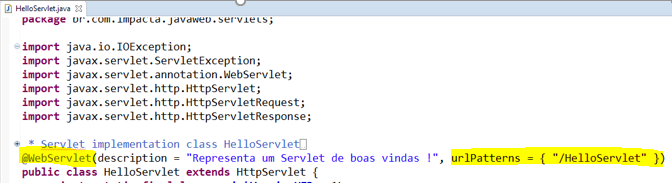 HelloServlet.java
package br.com.impacta.javaweb.servlets;
import java.io.IOException;
import javax.servlet.ServletException;
import javax.servlet.annotation.WebServlet;
import javax.servlet.http.HttpServlet;
import javax.servlet.http.HttpServletRequest;
import javax.servlet.http.HttpServletResponse;
* Servlet implementation class HelloServlet
@WebServlet(description = "Representa um Servlet de boas vindas !", urlPatterns = { "/HelloServlet" })
public class HelloServlet extends HttpServlet {